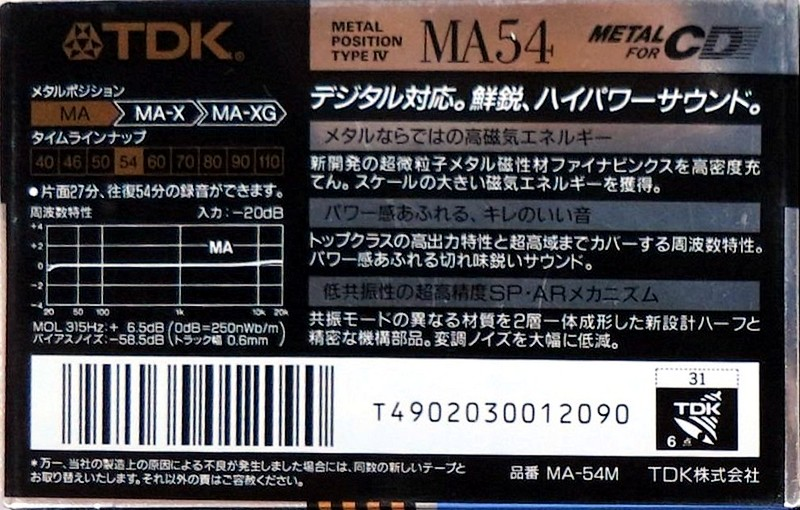 TDK®
METAL
POSITION
TYPE IV
MA54
METAL
FOR CD
メタルポジション
MA MA-X MA-XG
タイムラインナップ
40 46 50 54 60 70 80 90 110
●片面27分、往復54分の録音ができます。
周波数特性 入力:−20dB
+4
+2
0
−2
−4
MA
20 50 100 1k 10k 20k
MOL 315Hz:+ 6.5dB (0dB=250nWb/m)
バイアスノイズ:−58.5dB (トラック幅 0.6mm)
デジタル対応。鮮鋭、ハイパワーサウンド。
メタルならではの高磁気エネルギー
新開発の超微粒子メタル磁性材ファイナビンクスを高密度充
てん。スケールの大きい磁気エネルギーを獲得。
パワー感あふれる、キレのいい音
トップクラスの高出力特性と超高域までカバーする周波数特性。
パワー感あふれる切れ味鋭いサウンド。
低共振性の超高精度SP・ARメカニズム
共振モードの異なる材質を2層一体成形した新設計ハーフと
精密な機構部品。変調ノイズを大幅に低減。
T4902030012090
31
TDK
6 点
*万一、当社の製造上の原因による不良が発生しました場合には、同数の新しいテープと
お取り替えいたします。それ以外の責はご容赦ください。
品番 MA-54M TDK株式会社